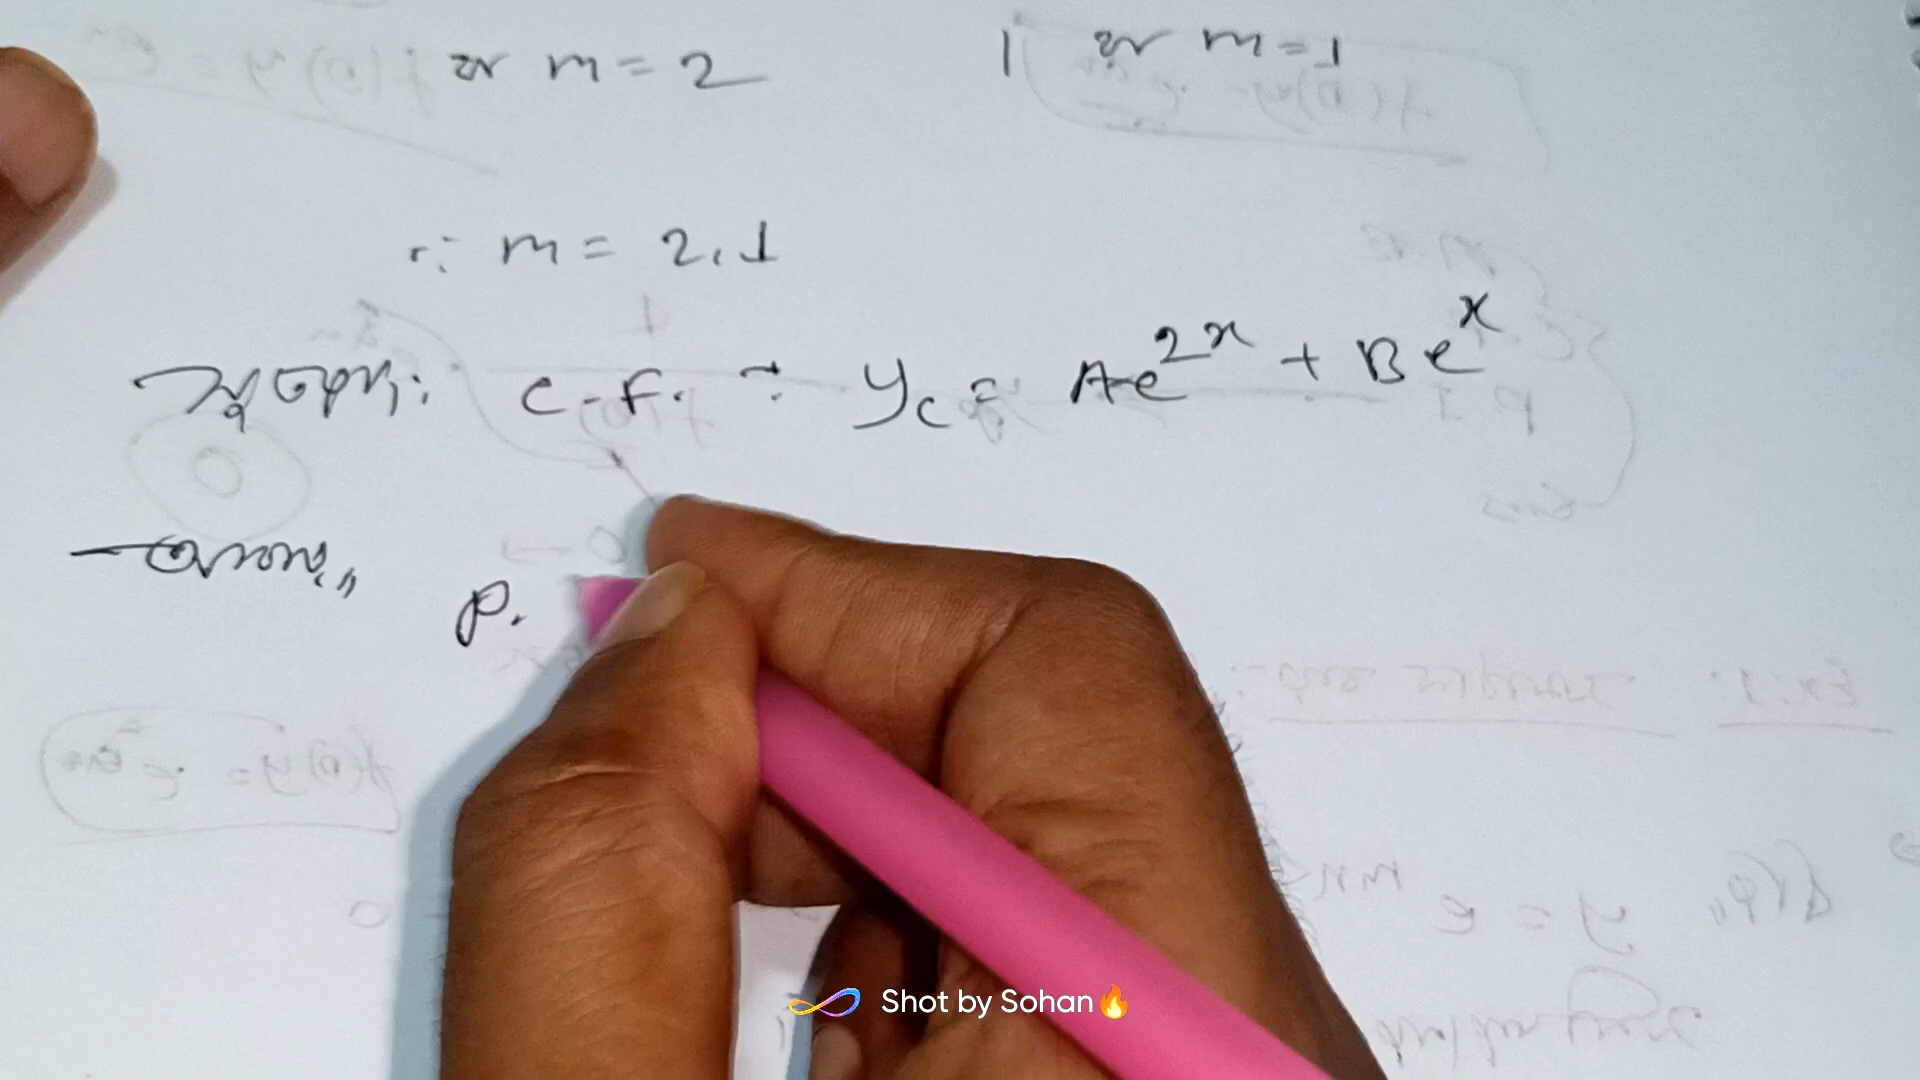 বা m = 2 | বা m = 1
∴ m = 2, 1
সুতরাং C.F. : y_c = Ae^{2x} + Be^{x}
আবার, P.
Shot by Sohan🔥